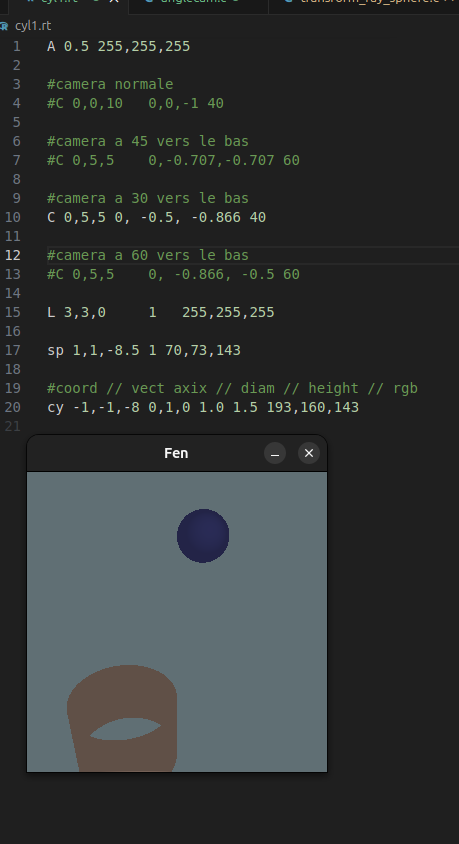 cyl1.rt
anglecam.c
transform_ray_sphere.c
cyl1.rt
1 A 0.5 255,255,255
2
3 #camera normale
4 #C 0,0,10 0,0,-1 40
5
6 #camera a 45 vers le bas
7 #C 0,5,5 0,-0.707,-0.707 60
8
9 #camera a 30 vers le bas
10 C 0,5,5 0, -0.5, -0.866 40
11
12 #camera a 60 vers le bas
13 #C 0,5,5 0, -0.866, -0.5 60
14
15 L 3,3,0 1 255,255,255
16
17 sp 1,1,-8.5 1 70,73,143
18
19 #coord // vect axix // diam // height // rgb
20 cy -1,-1,-8 0,1,0 1.0 1.5 193,160,143
21
Fen